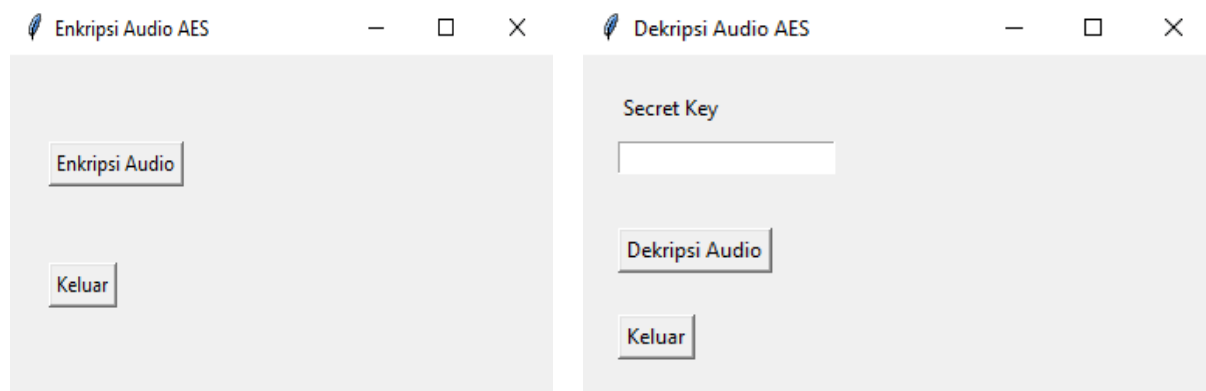 Enkripsi Audio AES
Enkripsi Audio
Keluar
Dekripsi Audio AES
Secret Key
Dekripsi Audio
Keluar